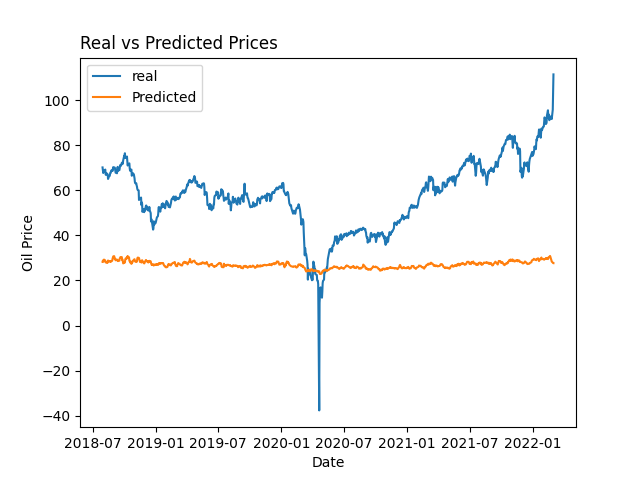 Real vs Predicted Prices
real
Predicted
Oil Price
100
80
60
40
20
0
−20
−40
2018-07 2019-01 2019-07 2020-01 2020-07 2021-01 2021-07 2022-01
Date